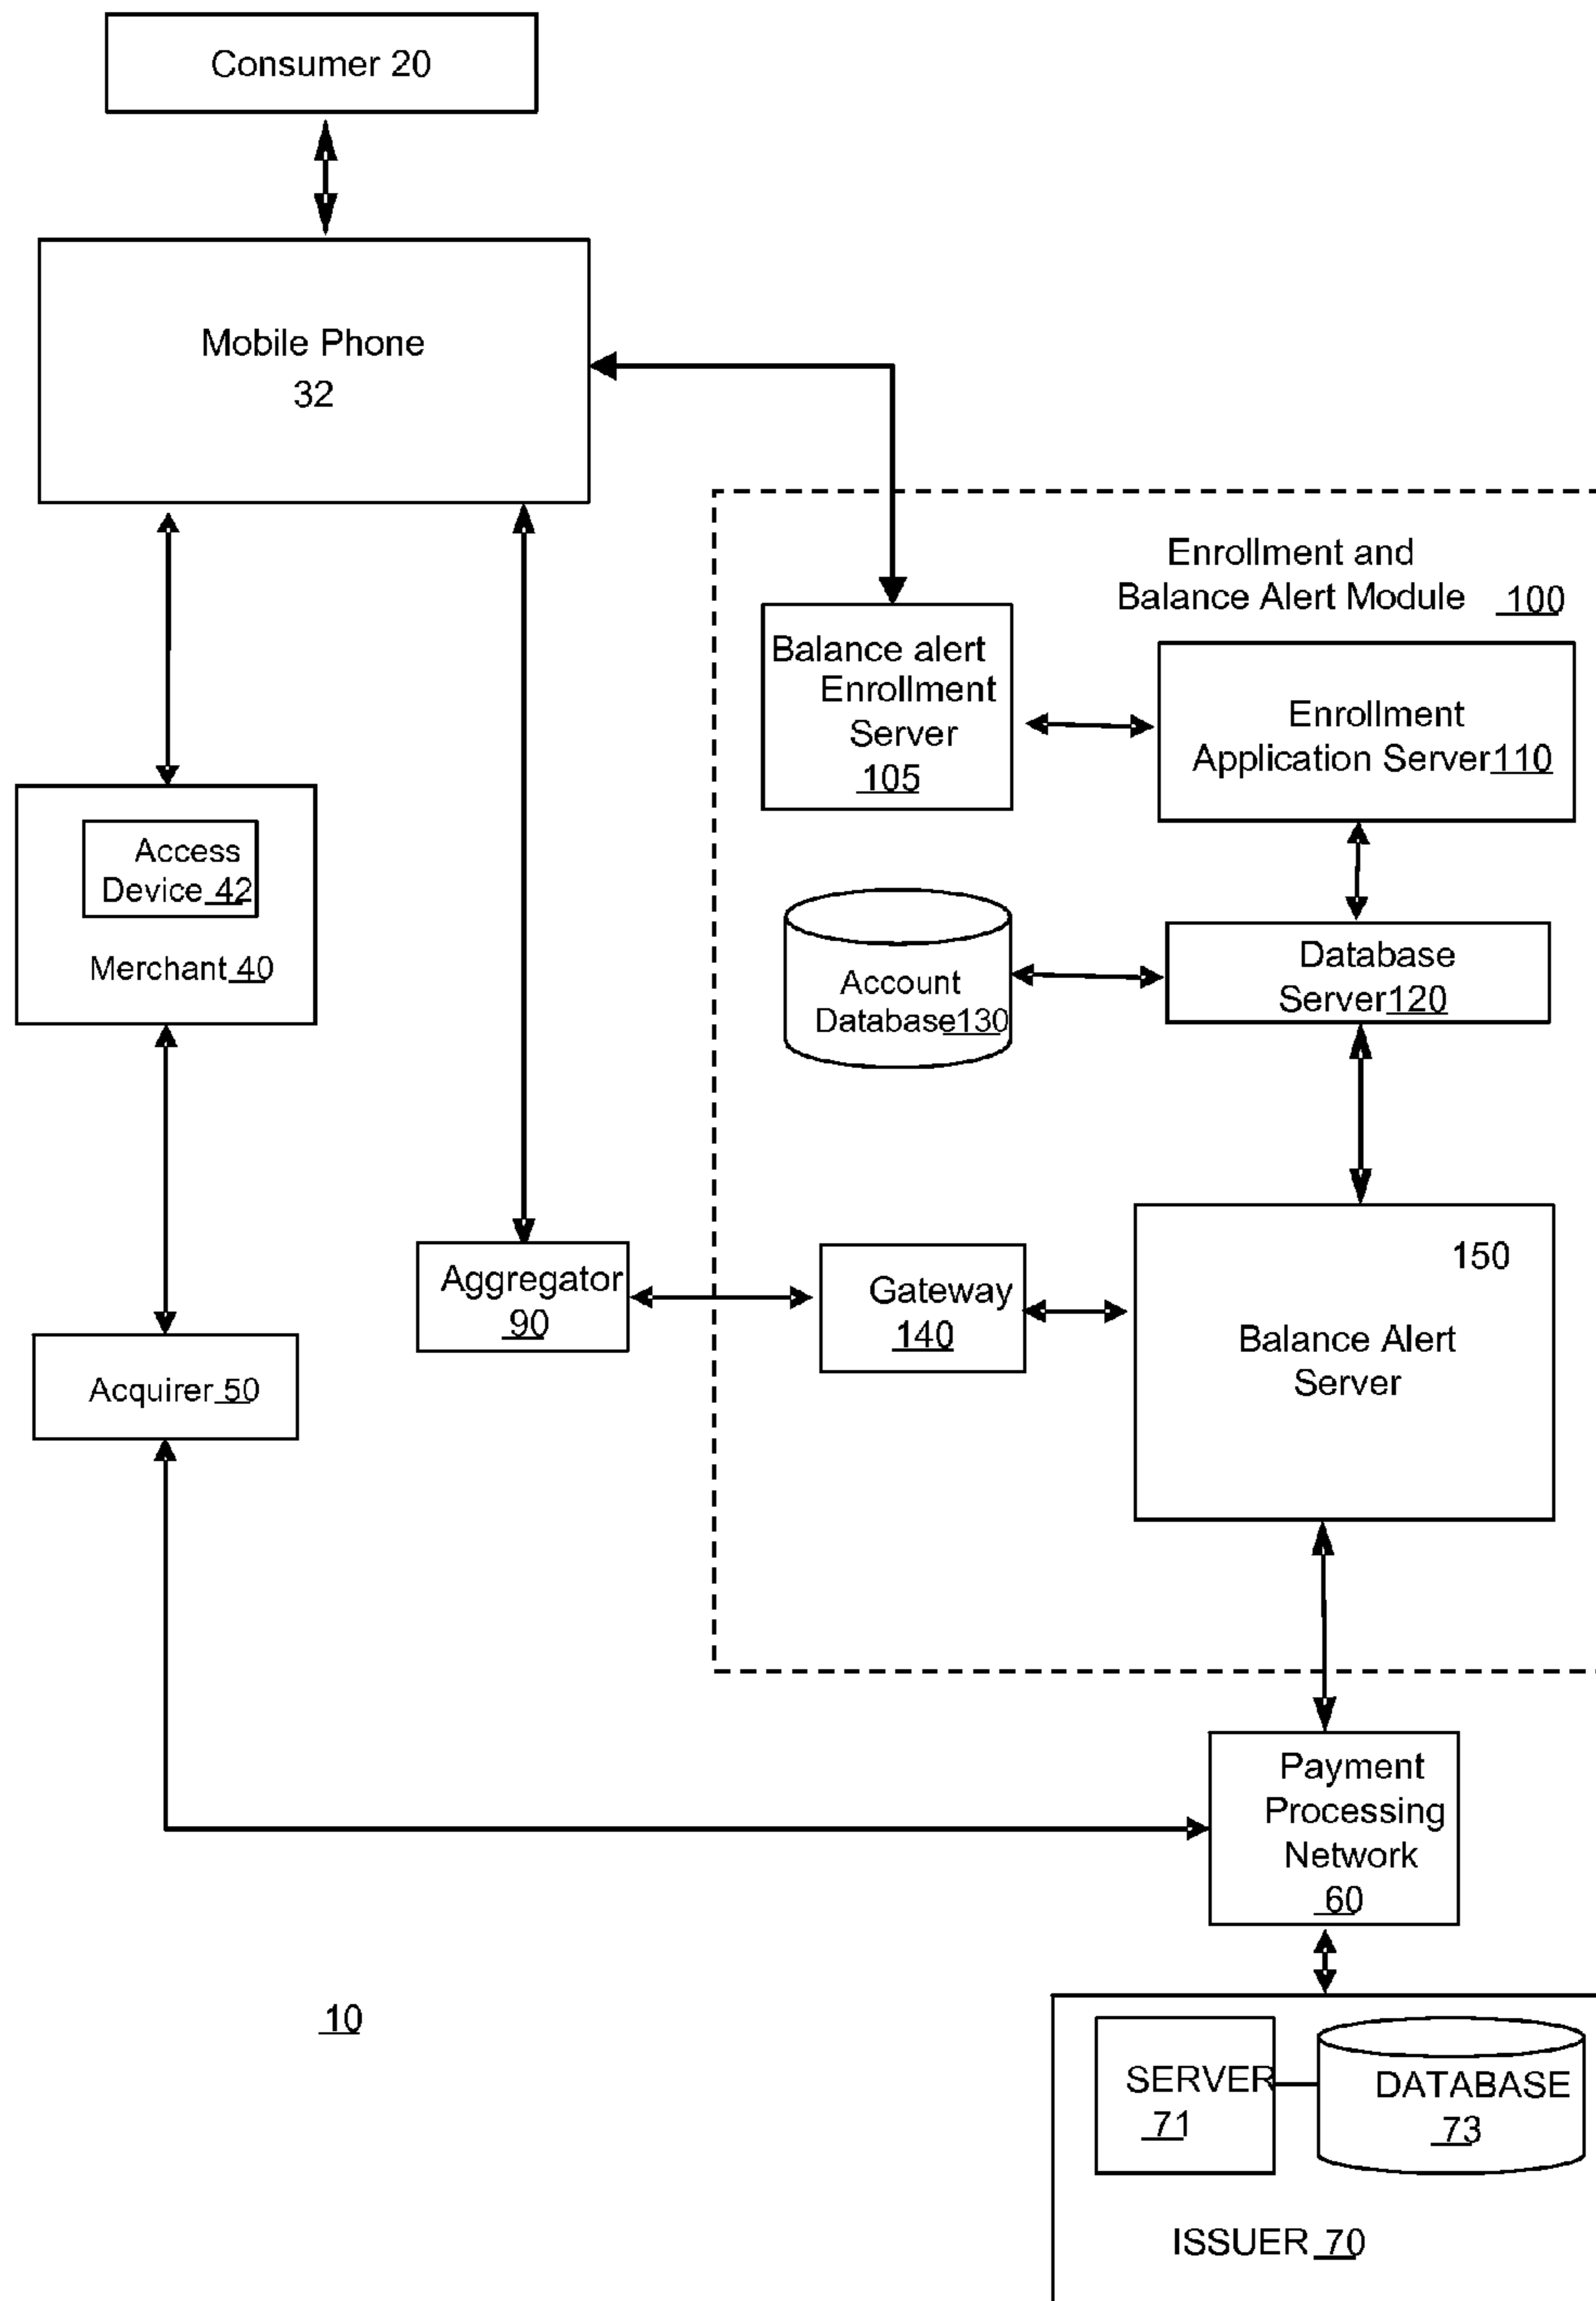 Consumer 20
Mobile Phone
32
Enrollment and
Balance Alert Module 100
Balance alert
Enrollment
Server
105
Enrollment
Application Server110
Access
Device 42
Merchant 40
Account
Database130
Database
Server120
Aggregator
90
Gateway
140
150
Balance Alert
Server
Acquirer 50
Payment
Processing
Network
60
10
SERVER
71
DATABASE
73
ISSUER 70